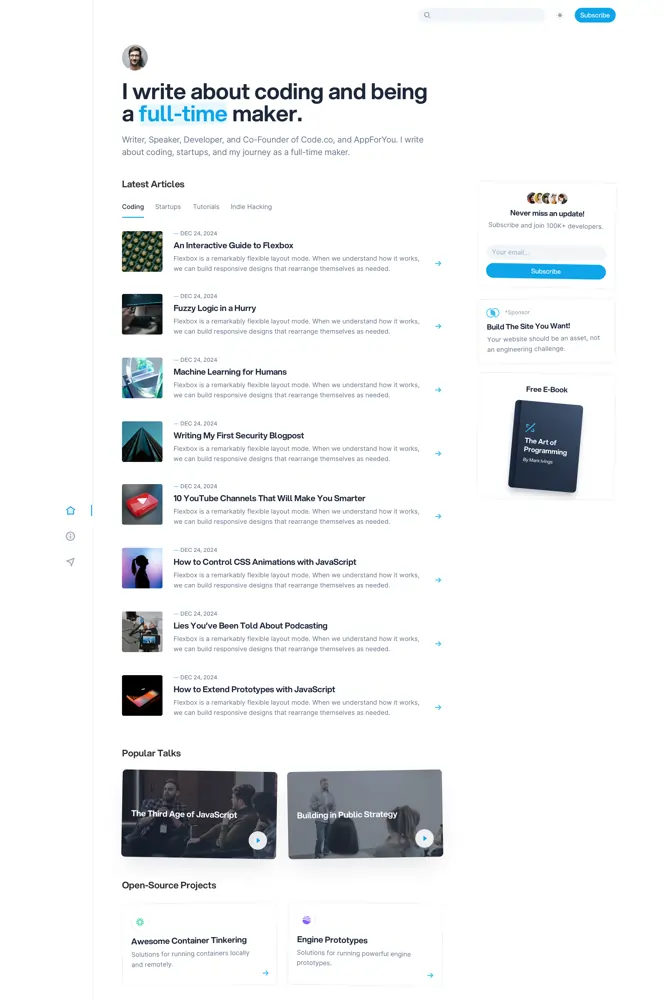 Subscribe
I write about coding and being
a full-time maker.
Writer, Speaker, Developer, and Co-Founder of Code.co, and AppForYou. I write
about coding, startups, and my journey as a full-time maker.
Latest Articles
Coding Startups Tutorials Indie Hacking
— DEC 24, 2024
An Interactive Guide to Flexbox
Flexbox is a remarkably flexible layout mode. When we understand how it works,
we can build responsive designs that rearrange themselves as needed.
— DEC 24, 2024
Fuzzy Logic in a Hurry
Flexbox is a remarkably flexible layout mode. When we understand how it works,
we can build responsive designs that rearrange themselves as needed.
— DEC 24, 2024
Machine Learning for Humans
Flexbox is a remarkably flexible layout mode. When we understand how it works,
we can build responsive designs that rearrange themselves as needed.
— DEC 24, 2024
Writing My First Security Blogpost
Flexbox is a remarkably flexible layout mode. When we understand how it works,
we can build responsive designs that rearrange themselves as needed.
— DEC 24, 2024
10 YouTube Channels That Will Make You Smarter
Flexbox is a remarkably flexible layout mode. When we understand how it works,
we can build responsive designs that rearrange themselves as needed.
— DEC 24, 2024
How to Control CSS Animations with JavaScript
Flexbox is a remarkably flexible layout mode. When we understand how it works,
we can build responsive designs that rearrange themselves as needed.
— DEC 24, 2024
Lies You've Been Told About Podcasting
Flexbox is a remarkably flexible layout mode. When we understand how it works,
we can build responsive designs that rearrange themselves as needed.
— DEC 24, 2024
How to Extend Prototypes with JavaScript
Flexbox is a remarkably flexible layout mode. When we understand how it works,
we can build responsive designs that rearrange themselves as needed.
Popular Talks
The Third Age of JavaScript
Building in Public Strategy
Open-Source Projects
Awesome Container Tinkering
Solutions for running containers locally
and remotely.
Engine Prototypes
Solutions for running powerful engine
prototypes.
Never miss an update!
Subscribe and join 100K+ developers.
Your email...
Subscribe
*Sponsor
Build The Site You Want!
Your website should be an asset, not
an engineering challenge.
Free E-Book
The Art of
Programming
By Mark Ivings